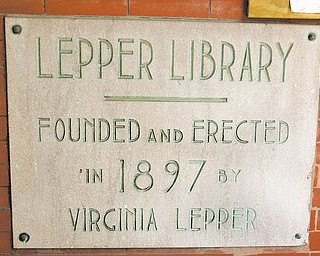 LEPPER LIBRARY
FOUNDED AND ERECTED
IN 1897 BY
VIRGINIA LEPPER